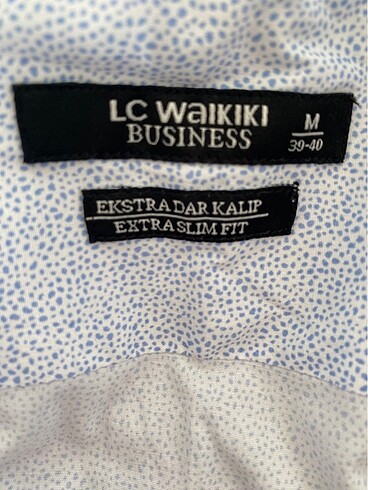 LC WAIKIKI
BUSINESS
M
39-40
EKSTRA DAR KALIP
EXTRA SLIM FIT